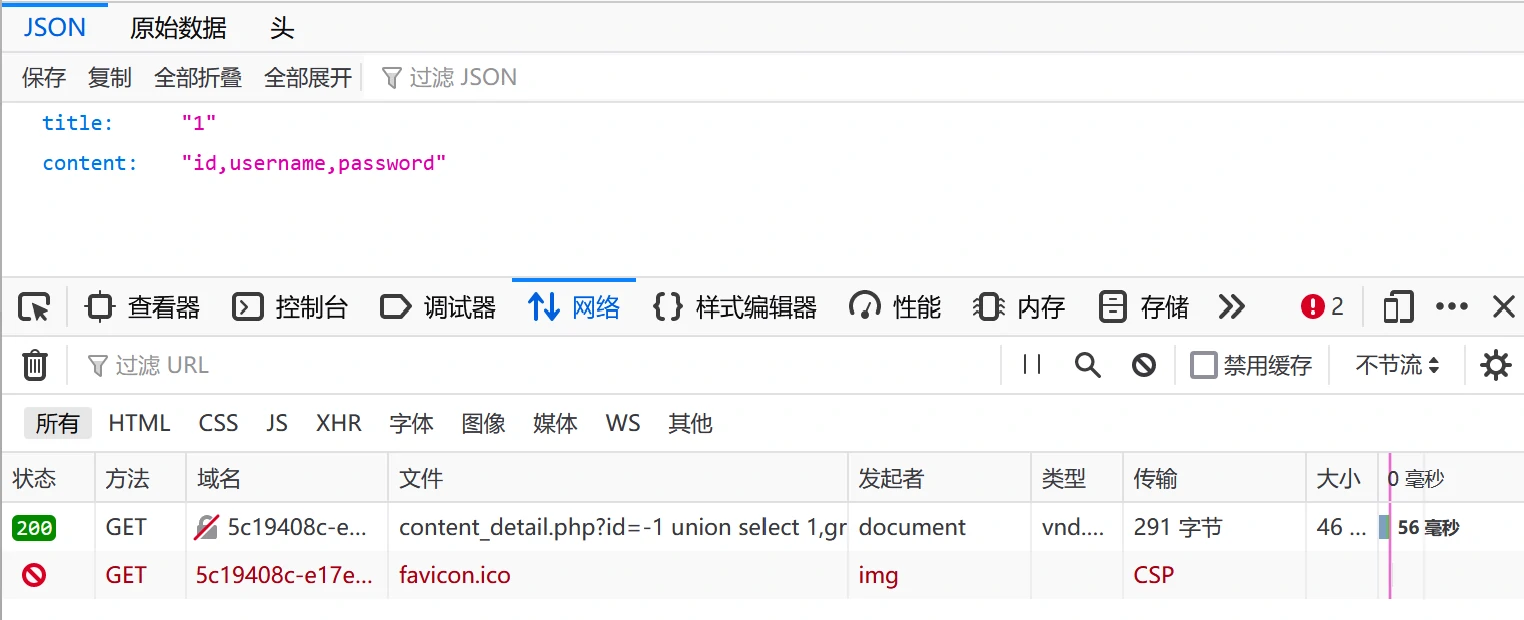 JSON 原始数据 头
保存 复制 全部折叠 全部展开 过滤 JSON
title: "1"
content: "id,username,password"
查看器 控制台 调试器 网络 样式编辑器 性能 内存 存储 2
过滤 URL 禁用缓存 不节流
所有 HTML CSS JS XHR 字体 图像 媒体 WS 其他
状态 方法 域名 文件 发起者 类型 传输 大小 0 毫秒
200 GET 5c19408c-e... content_detail.php?id=-1 union select 1,gr document vnd.... 291 字节 46 ... 56 毫秒
GET 5c19408c-e17e... favicon.ico img CSP